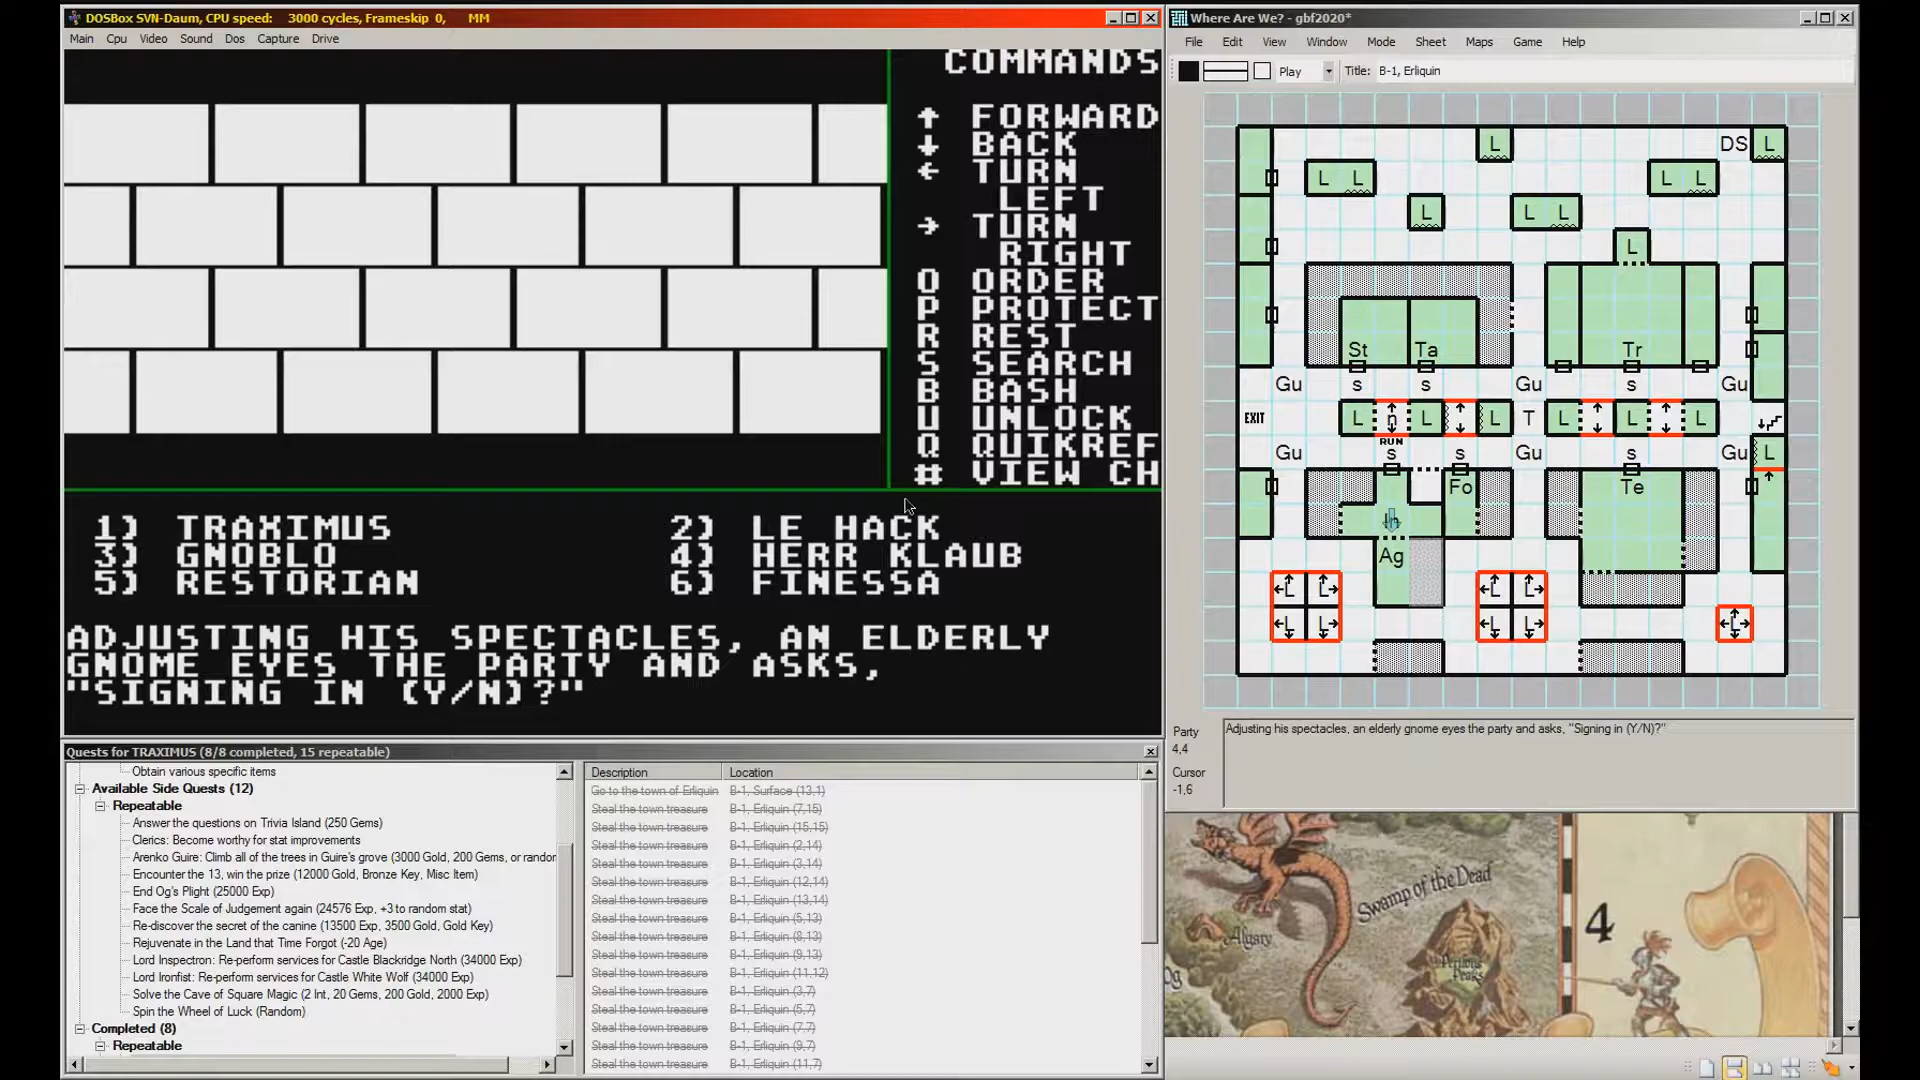 DOSBox SVN-Daum, CPU speed: 3000 cycles, Frameskip 0, MM
Main Cpu Video Sound Dos Capture Drive
COMMANDS
↑ FORWARD
↓ BACK
← TURN
LEFT
→ TURN
RIGHT
O ORDER
P PROTECT
R REST
S SEARCH
B BASH
U UNLOCK
Q QUIKREF
# VIEW CH
1) TRAXIMUS 2) LE HACK
3) GNOBLO 4) HERR KLAUB
5) RESTORIAN 6) FINESSA
ADJUSTING HIS SPECTACLES, AN ELDERLY
GNOME EYES THE PARTY AND ASKS,
"SIGNING IN (Y/N)?"
Quests for TRAXIMUS (8/8 completed, 15 repeatable)
Obtain various specific items
Available Side Quests (12)
Repeatable
Answer the questions on Trivia Island (250 Gems)
Clerics: Become worthy for stat improvements
Arenko Guire: Climb all of the trees in Guire's grove (3000 Gold, 200 Gems, or randor
Encounter the 13, win the prize (12000 Gold, Bronze Key, Misc Item)
End Og's Plight (25000 Exp)
Face the Scale of Judgement again (24576 Exp, +3 to random stat)
Re-discover the secret of the canine (13500 Exp, 3500 Gold, Gold Key)
Rejuvenate in the Land that Time Forgot (-20 Age)
Lord Inspectron: Re-perform services for Castle Blackridge North (34000 Exp)
Lord Ironfist: Re-perform services for Castle White Wolf (34000 Exp)
Solve the Cave of Square Magic (2 Int, 20 Gems, 200 Gold, 2000 Exp)
Spin the Wheel of Luck (Random)
Completed (8)
Repeatable
Description Location
Go to the town of Erliquin B-1, Surface (13,1)
Steal the town treasure B-1, Erliquin (7,15)
Steal the town treasure B-1, Erliquin (15,15)
Steal the town treasure B-1, Erliquin (2,14)
Steal the town treasure B-1, Erliquin (3,14)
Steal the town treasure B-1, Erliquin (12,14)
Steal the town treasure B-1, Erliquin (13,14)
Steal the town treasure B-1, Erliquin (5,13)
Steal the town treasure B-1, Erliquin (8,13)
Steal the town treasure B-1, Erliquin (9,13)
Steal the town treasure B-1, Erliquin (11,12)
Steal the town treasure B-1, Erliquin (3,7)
Steal the town treasure B-1, Erliquin (5,7)
Steal the town treasure B-1, Erliquin (7,7)
Steal the town treasure B-1, Erliquin (9,7)
Steal the town treasure B-1, Erliquin (11,7)
Where Are We? - gbf2020*
File Edit View Window Mode Sheet Maps Game Help
Play Title: B-1, Erliquin
L DS L
L L L L
L L L
L
St Ta Tr
Gu s s Gu s Gu
EXIT L n L L T L L L
RUN
Gu s s Gu s Gu L
Fo Te
In
Ag
L L L L
L L L L L
Party
4,4
Cursor
-1,6
Adjusting his spectacles, an elderly gnome eyes the party and asks, "Signing in (Y/N)?"
Swamp of the Dead
Algary
Perilous
Peaks
og
4